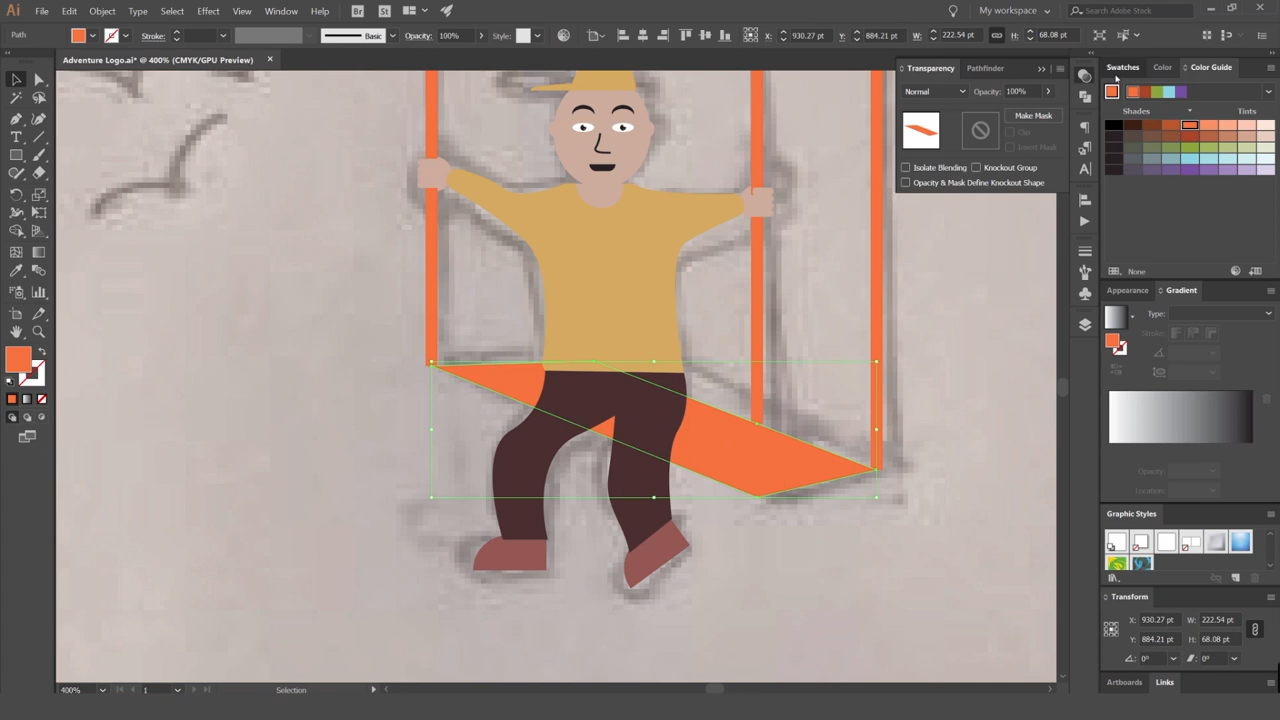 Ai File Edit Object Type Select Effect View Window Help Br St My workspace Search Adobe Stock
Path Stroke: Basic Opacity: 100% Style: X: 930.27 pt Y: 884.21 pt W: 222.54 pt H: 68.08 pt
Adventure Logo.ai* @ 400% (CMYK/GPU Preview)
Transparency Pathfinder
Normal Opacity: 100%
Make Mask
Clip
Invert Mask
Isolate Blending Knockout Group
Opacity & Mask Define Knockout Shape
Swatches Color Color Guide
Shades Tints
None
Appearance Gradient
Type:
Stroke:
Opacity:
Location:
Graphic Styles
Transform
X: 930.27 pt W: 222.54 pt
Y: 884.21 pt H: 68.08 pt
0° 0°
Artboards Links
400% 1 Selection